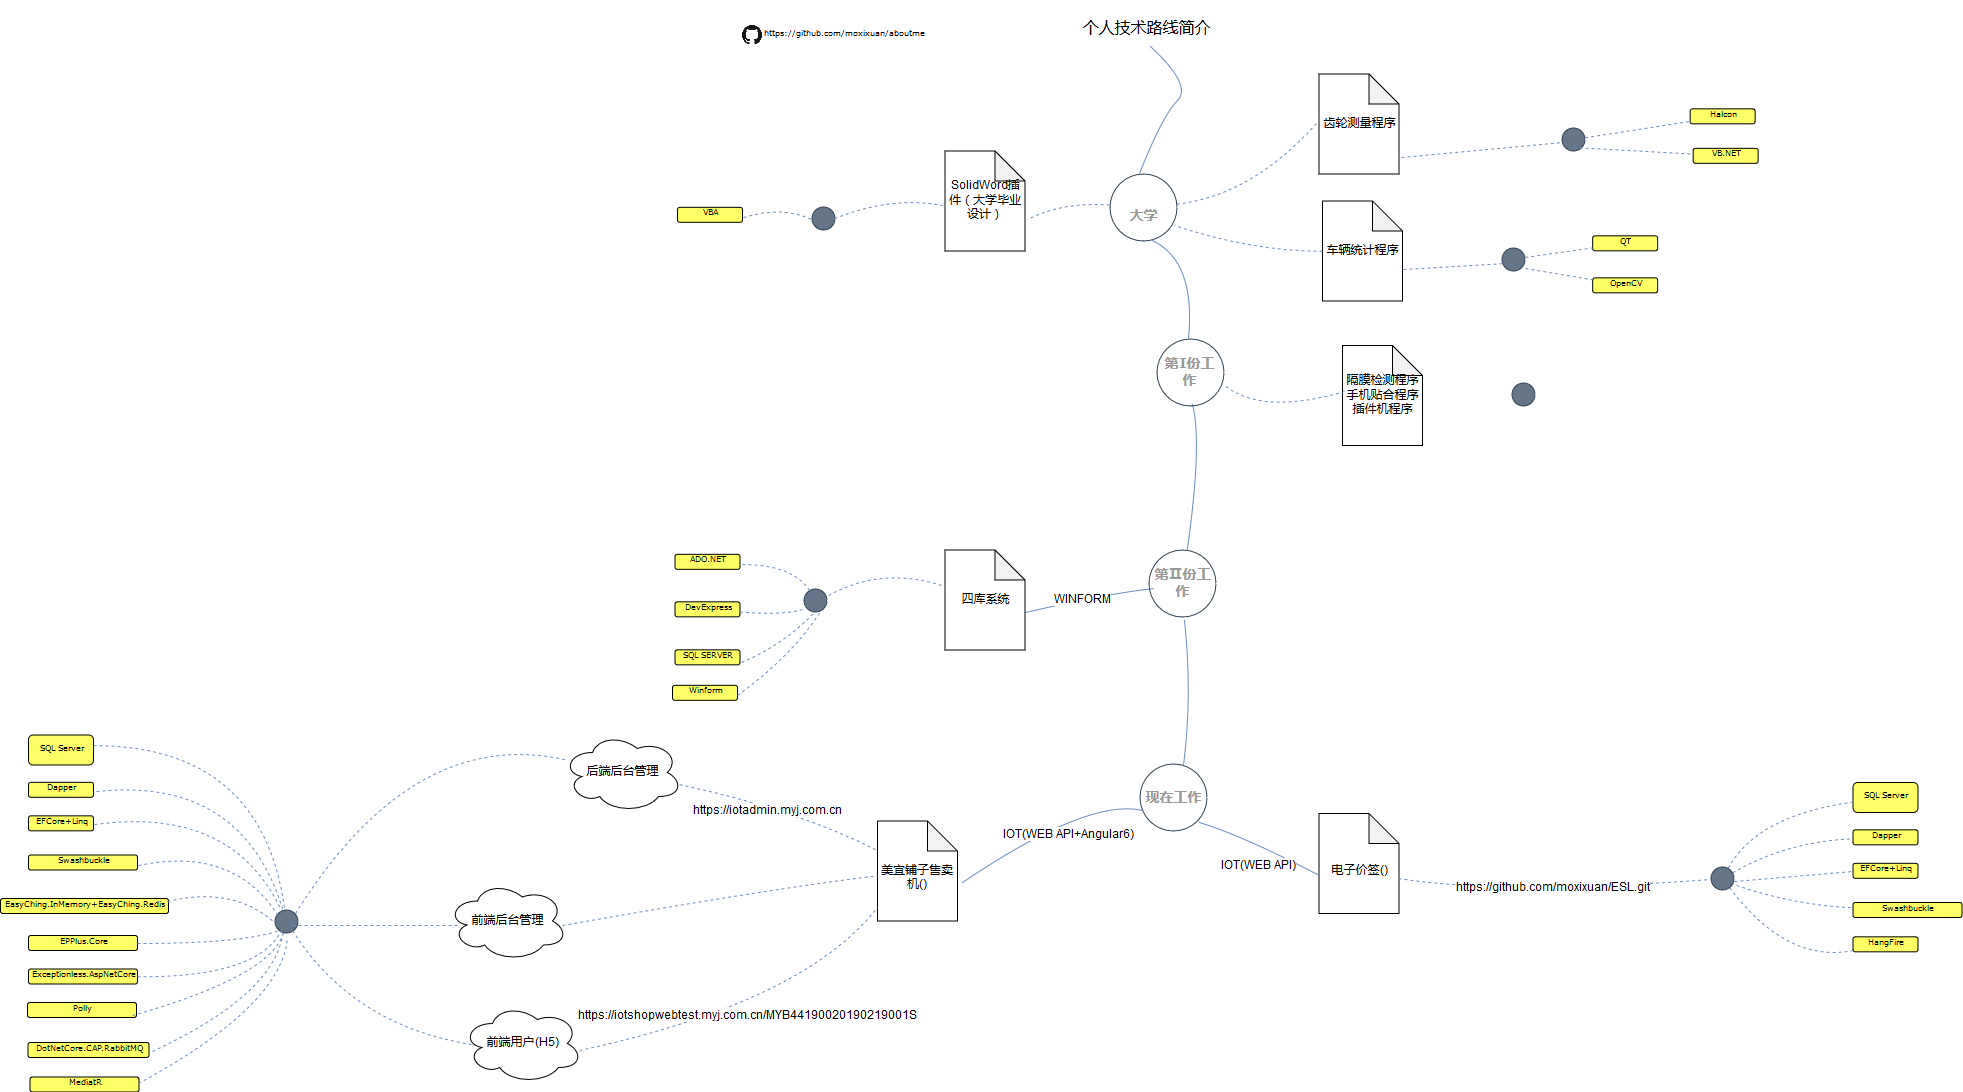 个人技术路线简介
https://github.com/moxixuan/aboutme
齿轮测量程序
Halcon
VB.NET
SolidWord插
件（大学毕业
设计）
VBA
大学
车辆统计程序
QT
OpenCV
第Ⅰ份工
作
隔膜检测程序
手机贴合程序
插件机程序
第Ⅱ份工
作
WINFORM
四库系统
ADO.NET
DevExpress
SQL SERVER
Winform
现在工作
IOT(WEB API+Angular6)
IOT(WEB API)
美宜铺子售卖
机()
电子价签()
https://github.com/moxixuan/ESL.git
SQL Server
Dapper
EFCore+Linq
Swashbuckle
HangFire
后端后台管理
https://iotadmin.myj.com.cn
前端后台管理
前端用户(H5)
https://iotshopwebtest.myj.com.cn/MYB44190020190219001S
SQL Server
Dapper
EFCore+Linq
Swashbuckle
EasyChing.InMemory+EasyChing.Redis
EPPlus.Core
Exceptionless.AspNetCore
Polly
DotNetCore.CAP.RabbitMQ
MediatR